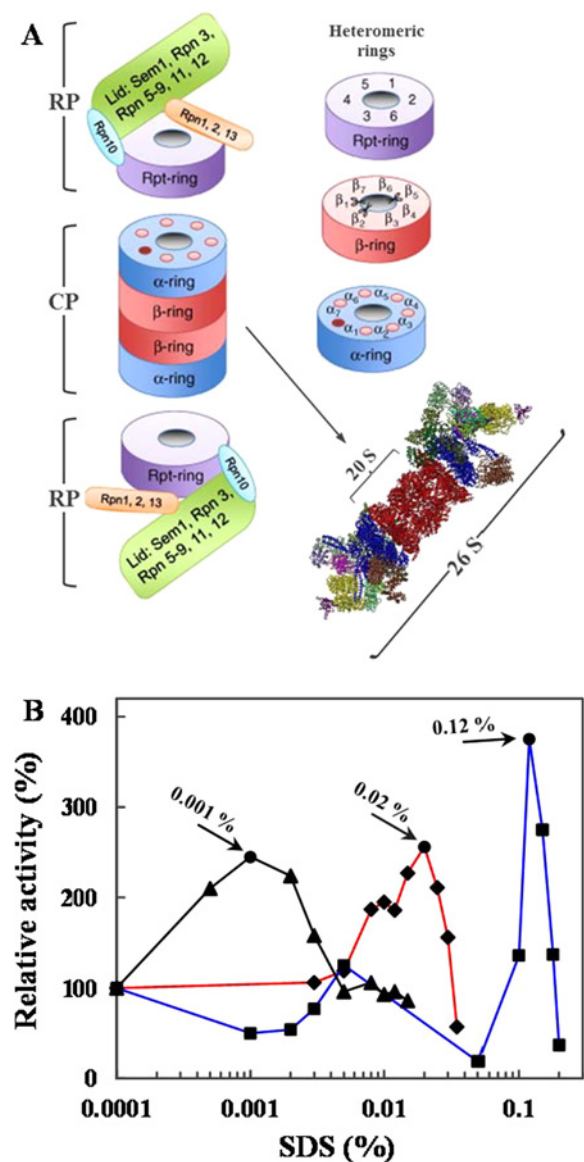 A
RP
Lid: Sem1, Rpn 3,
Rpn 5-9, 11, 12
Rpn10
Rpn1, 2, 13
Rpt-ring
CP
α-ring
β-ring
β-ring
α-ring
RP
Rpt-ring
Rpn10
Rpn1, 2, 13
Lid: Sem1, Rpn 3,
Rpn 5-9, 11, 12
Heteromeric
rings
5 1
4 2
3 6
Rpt-ring
β7 β6
β1 β5
β2 β3 β4
β-ring
α6 α5
α7 α4
α1 α2 α3
α-ring
20 S
26 S
B
Relative activity (%)
400
300
200
100
0
0.001 %
0.02 %
0.12 %
0.0001 0.001 0.01 0.1
SDS (%)